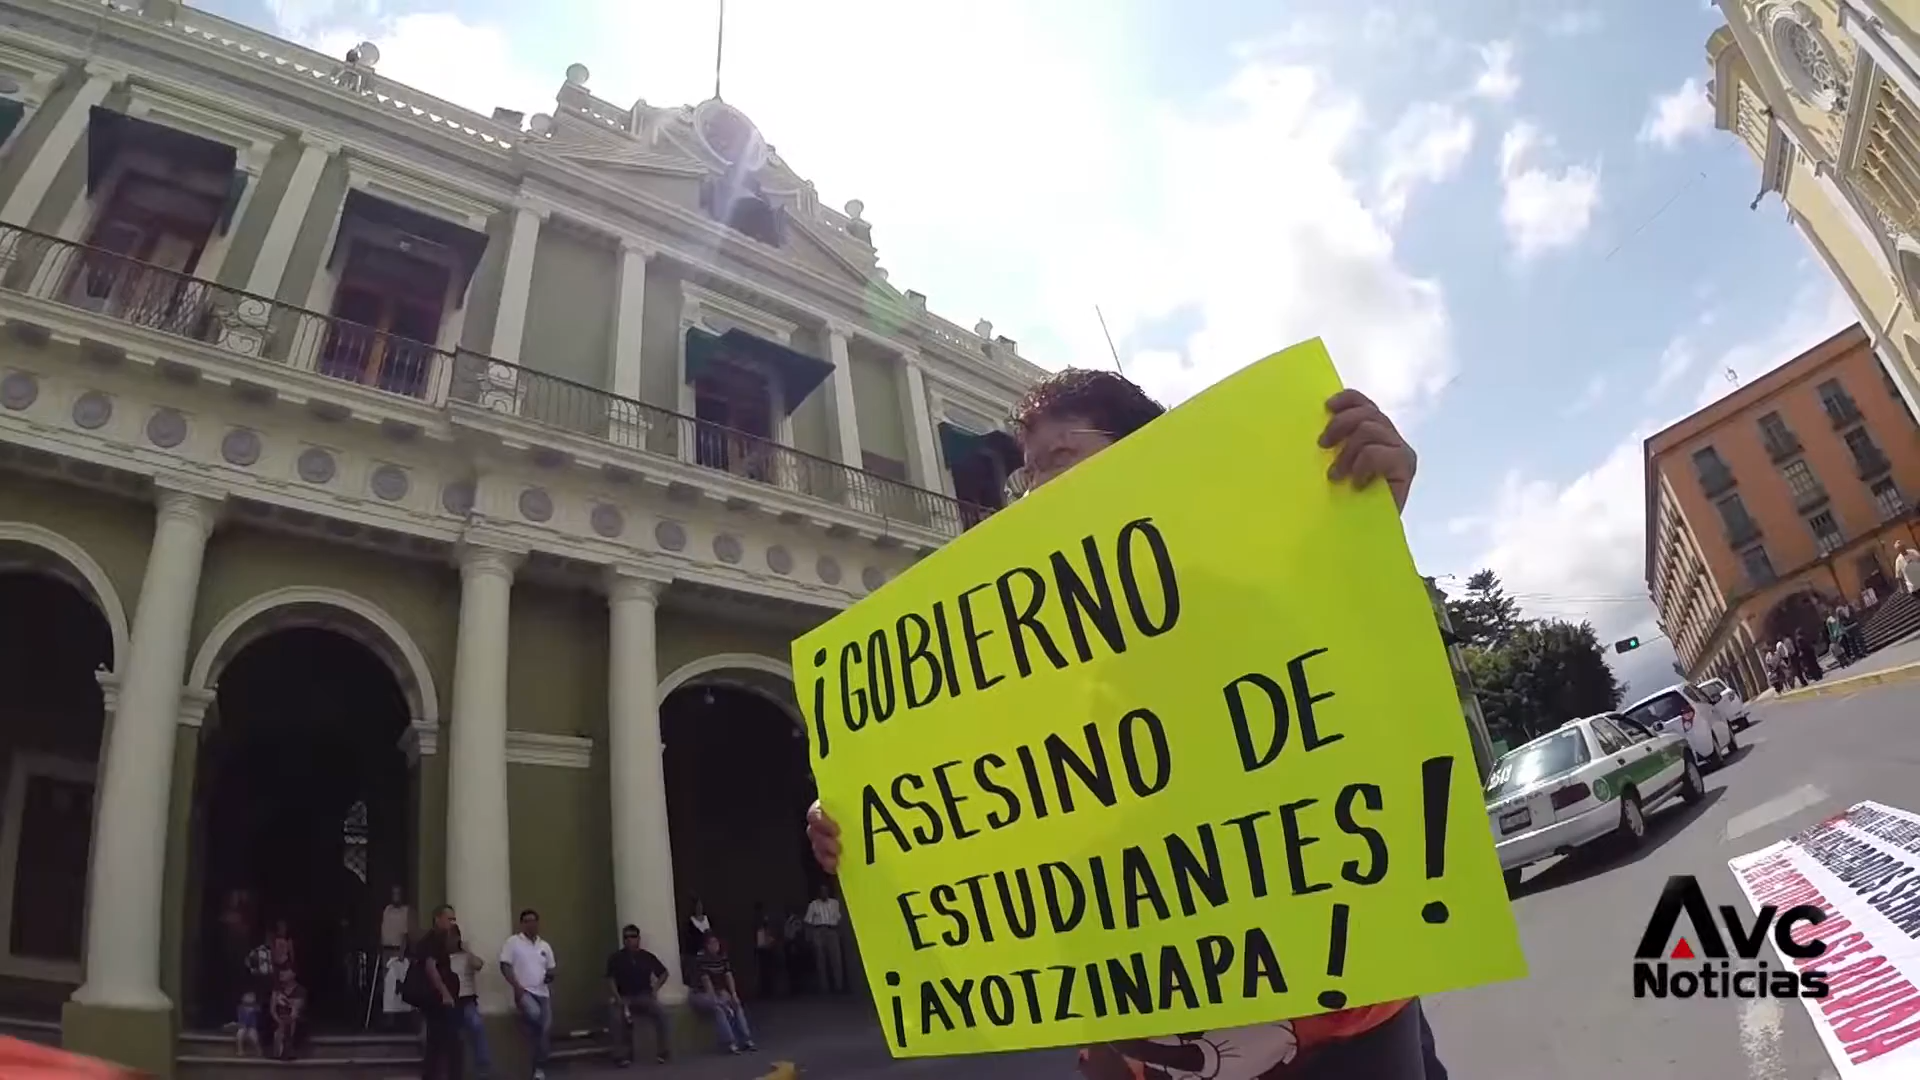 ¡GOBIERNO
ASESINO DE
ESTUDIANTES!
¡AYOTZINAPA!
AVC
Noticias